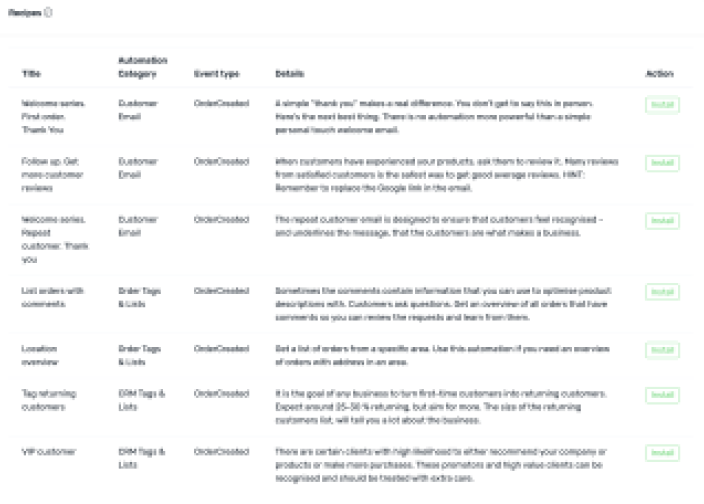 Recipes
Title
Automation
Category
Event type
Details
Action
Welcome series.
First order.
Thank You
Customer
Email
OrderCreated
A simple "thank you" makes a real difference. You don't get to say this in person.
Here's the next best thing. There is no automation more powerful than a simple
personal touch welcome email.
Install
Follow up. Get
more customer
reviews
Customer
Email
OrderCreated
When customers have experienced your products, ask them to review it. Many reviews
from satisfied customers is the safest way to get good average reviews. HINT:
Remember to replace the Google link in the email.
Install
Welcome series.
Repeat
customer. Thank
you
Customer
Email
OrderCreated
The repeat customer email is designed to ensure that customers feel recognised –
and underlines the message, that the customers are what makes a business.
Install
List orders with
comments
Order Tags
& Lists
OrderCreated
Sometimes the comments contain information that you can use to optimise product
descriptions with. Customers ask questions. Get an overview of all orders that have
comments so you can review the requests and learn from them.
Install
Location
overview
Order Tags
& Lists
OrderCreated
Get a list of orders from a specific area. Use this automation if you need an overview
of orders with address in an area.
Install
Tag returning
customers
CRM Tags &
Lists
OrderCreated
It is the goal of any business to turn first-time customers into returning customers.
Expect around 25-30 % returning, but aim for more. The size of the returning
customers list, will tell you a lot about the business.
Install
VIP customer
CRM Tags &
Lists
OrderCreated
There are certain clients with high likelihood to either recommend your company or
products or make more purchases. These promotors and high value clients can be
recognised and should be treated with extra care.
Install